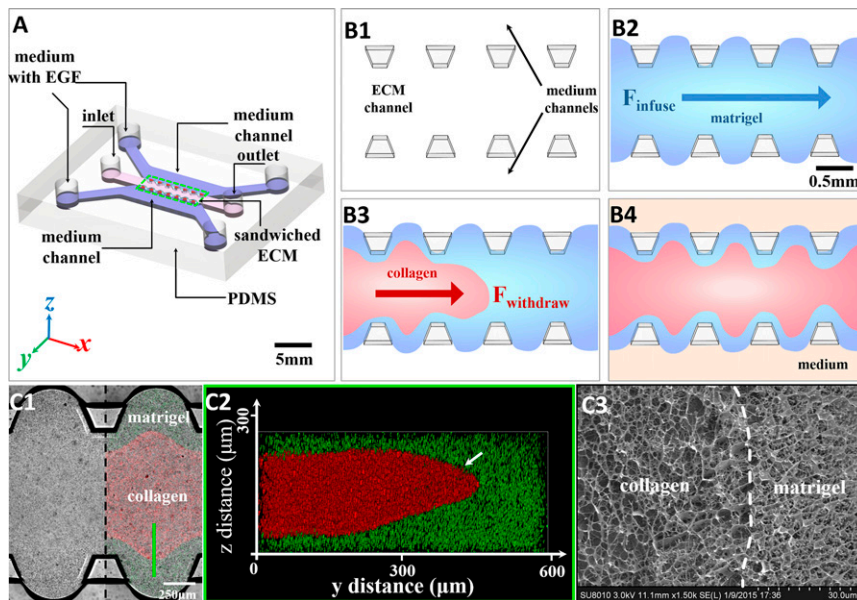 A
medium
with EGF
inlet
medium
channel
outlet
medium
channel
sandwiched
ECM
PDMS
z
y
x
5mm
B1
ECM
channel
medium
channels
B2
Finfuse
matrigel
0.5mm
B3
collagen
Fwithdraw
B4
medium
C1
matrigel
collagen
250μm
C2
300
z distance (μm)
0
0
300
600
y distance (μm)
C3
collagen
matrigel
SU8010 3.0kV 11.1mm x1.50k SE(L) 1/9/2015 17:36
30.0um